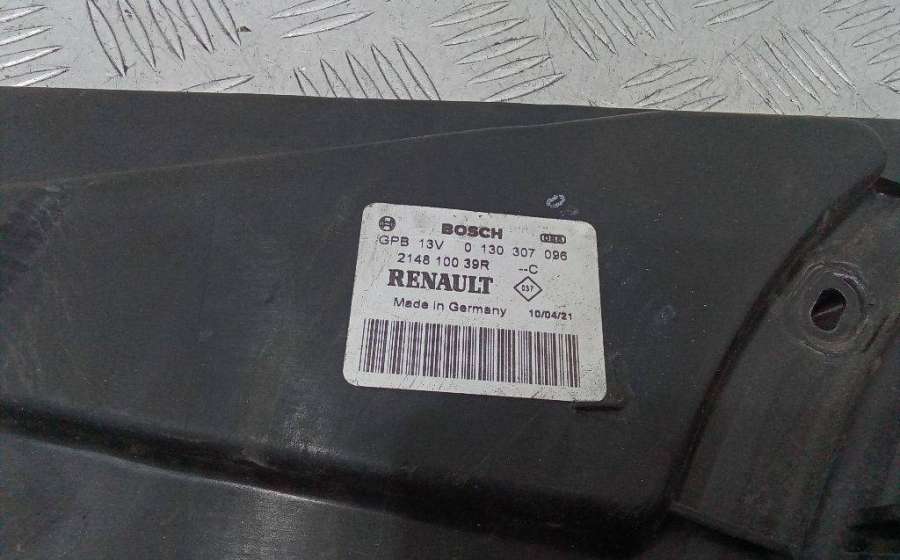 BOSCH
GPB 13V 0 130 307 096
2148 100 39R --C
RENAULT
Made in Germany 10/04/21